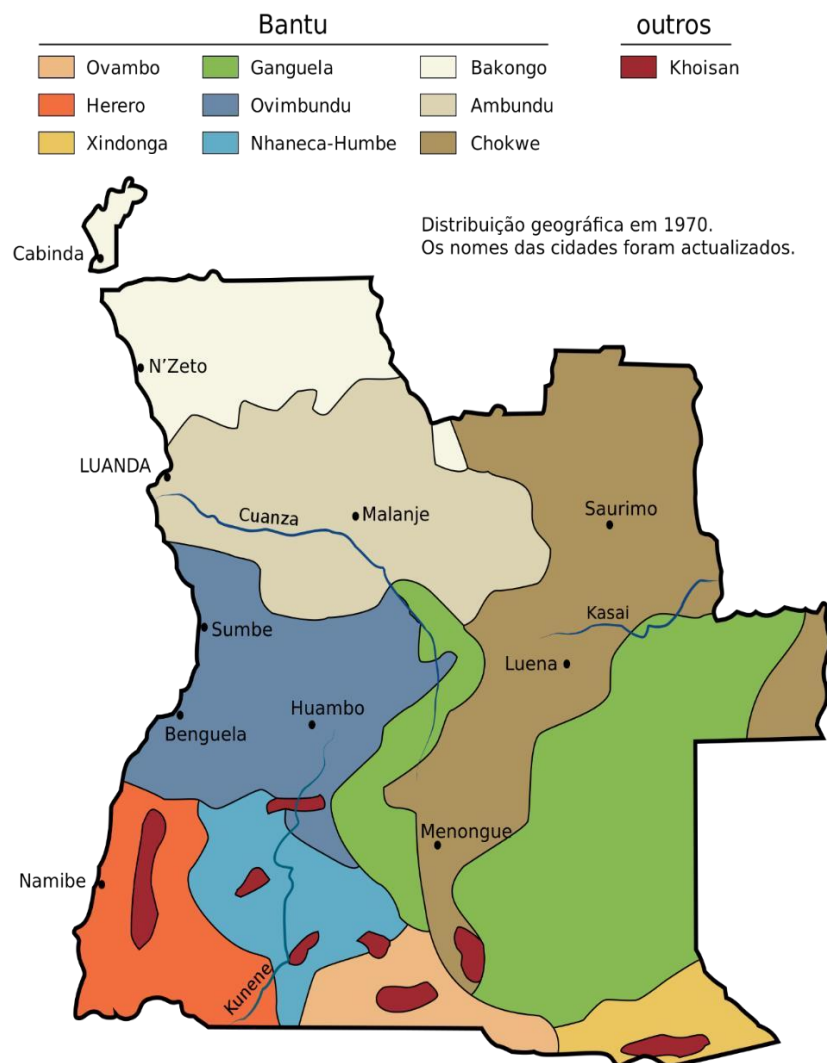 Bantu
outros
Ovambo
Ganguela
Bakongo
Khoisan
Herero
Ovimbundu
Ambundu
Xindonga
Nhaneca-Humbe
Chokwe
Distribuição geográfica em 1970.
Os nomes das cidades foram actualizados.
Cabinda
N'Zeto
LUANDA
Cuanza
Malanje
Saurimo
Kasai
Sumbe
Luena
Huambo
Benguela
Menongue
Namibe
Kunene